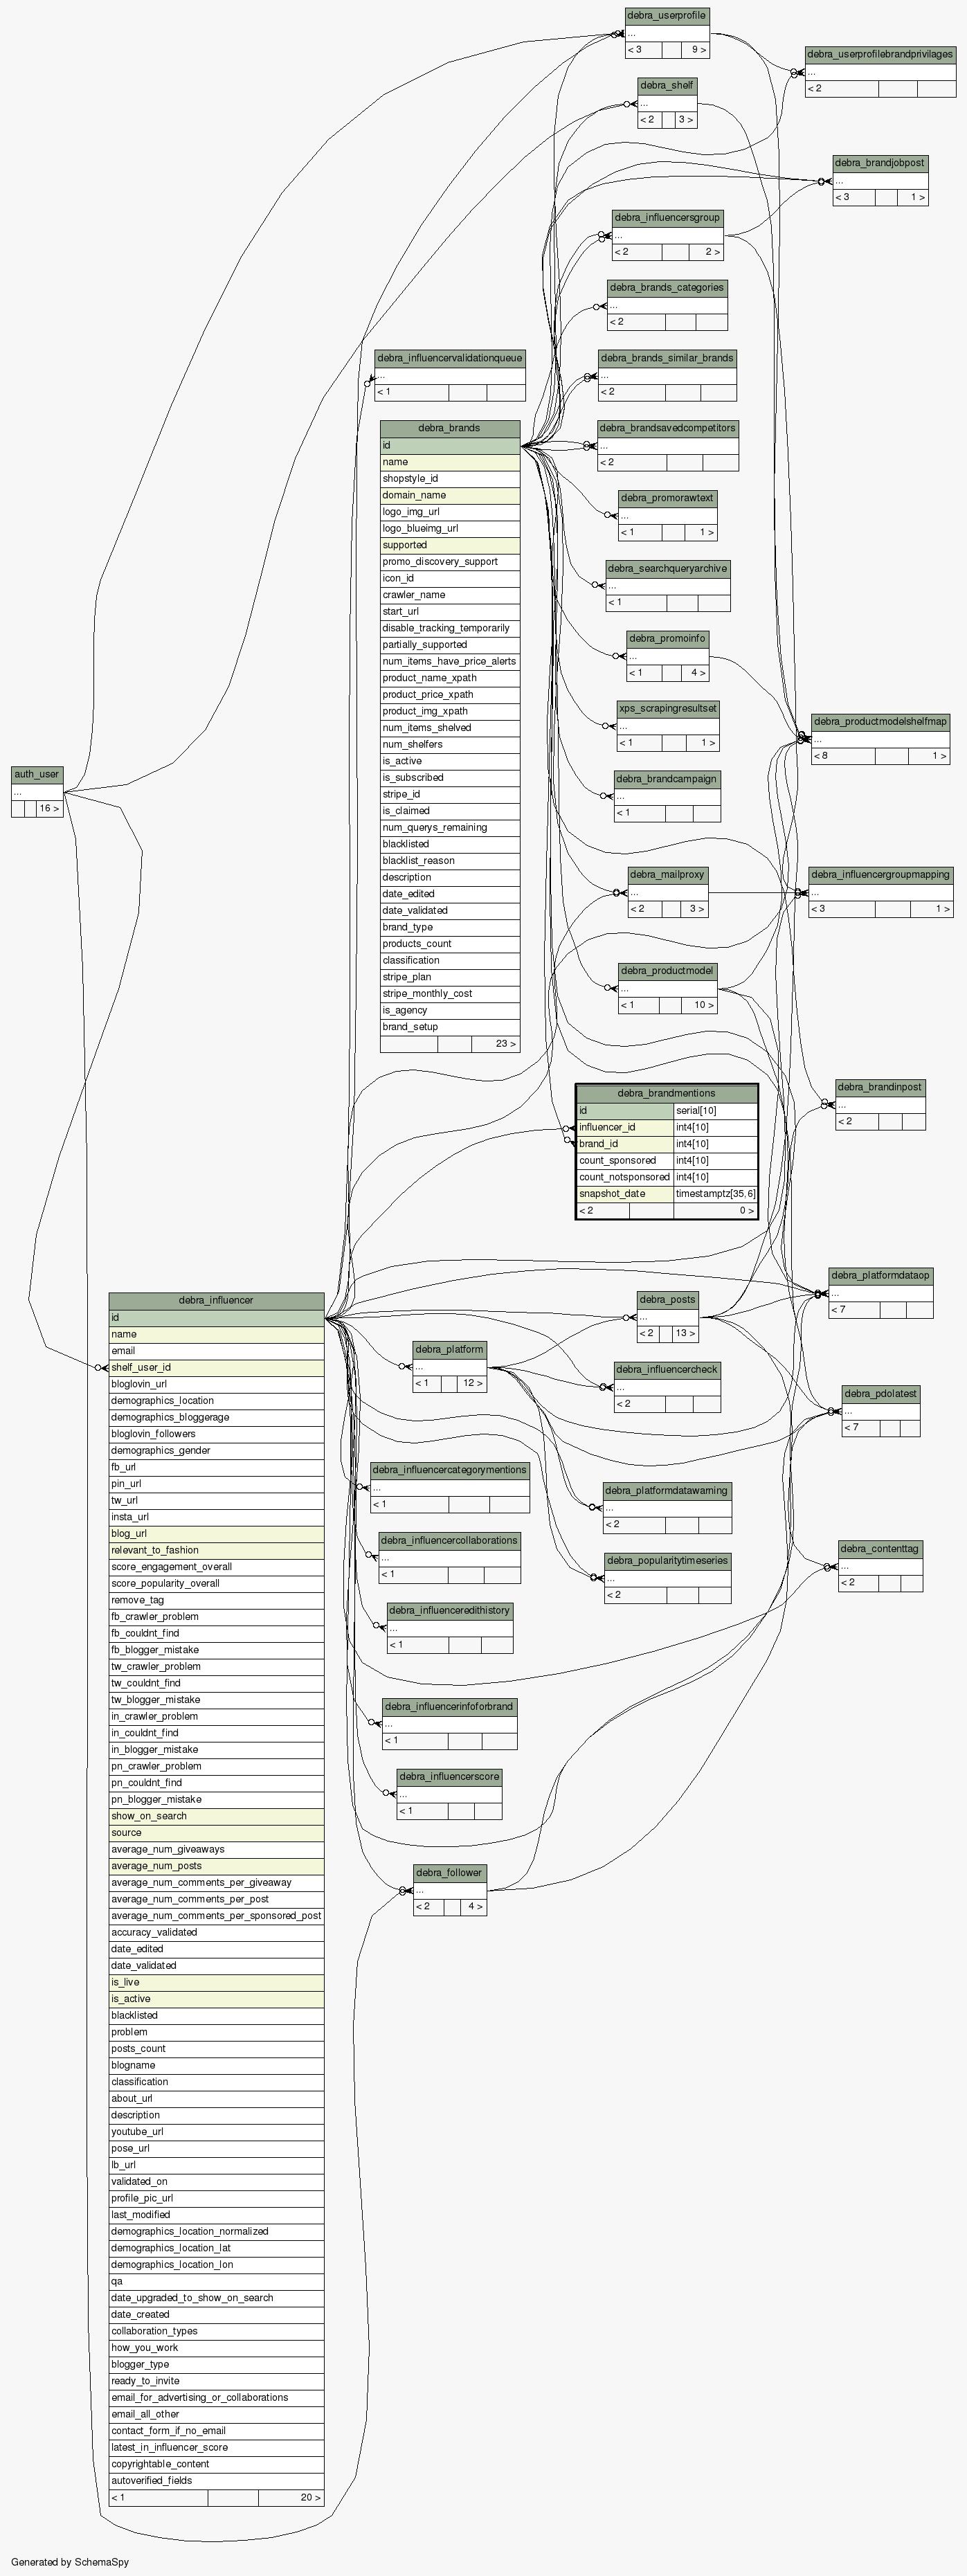 debra_userprofile
...
< 3 9 >
debra_userprofilebrandprivilages
...
< 2
debra_shelf
...
< 2 3 >
debra_brandjobpost
...
< 3 1 >
debra_influencersgroup
...
< 2 2 >
debra_brands_categories
...
< 2
debra_influencervalidationqueue
...
< 1
debra_brands_similar_brands
...
< 2
debra_brandsavedcompetitors
...
< 2
debra_promorawtext
...
< 1 1 >
debra_searchqueryarchive
...
< 1
debra_promoinfo
...
< 1 4 >
xps_scrapingresultset
...
< 1 1 >
debra_brandcampaign
...
< 1
debra_mailproxy
...
< 2 3 >
debra_productmodel
...
< 1 10 >
debra_brands
id
name
shopstyle_id
domain_name
logo_img_url
logo_blueimg_url
supported
promo_discovery_support
icon_id
crawler_name
start_url
disable_tracking_temporarily
partially_supported
num_items_have_price_alerts
product_name_xpath
product_price_xpath
product_img_xpath
num_items_shelved
num_shelfers
is_active
is_subscribed
stripe_id
is_claimed
num_querys_remaining
blacklisted
blacklist_reason
description
date_edited
date_validated
brand_type
products_count
classification
stripe_plan
stripe_monthly_cost
is_agency
brand_setup
23 >
debra_productmodelshelfmap
...
< 8 1 >
auth_user
...
16 >
debra_influencergroupmapping
...
< 3 1 >
debra_brandinpost
...
< 2
debra_brandmentions
id serial[10]
influencer_id int4[10]
brand_id int4[10]
count_sponsored int4[10]
count_notsponsored int4[10]
snapshot_date timestamptz[35,6]
< 2 0 >
debra_platformdataop
...
< 7
debra_posts
...
< 2 13 >
debra_platform
...
< 1 12 >
debra_influencercheck
...
< 2
debra_pdolatest
...
< 7
debra_influencercategorymentions
...
< 1
debra_platformdatawarning
...
< 2
debra_influencercollaborations
...
< 1
debra_popularitytimeseries
...
< 2
debra_contenttag
...
< 2
debra_influenceredithistory
...
< 1
debra_influencerinfoforbrand
...
< 1
debra_influencerscore
...
< 1
debra_follower
...
< 2 4 >
debra_influencer
id
name
email
shelf_user_id
bloglovin_url
demographics_location
demographics_bloggerage
bloglovin_followers
demographics_gender
fb_url
pin_url
tw_url
insta_url
blog_url
relevant_to_fashion
score_engagement_overall
score_popularity_overall
remove_tag
fb_crawler_problem
fb_couldnt_find
fb_blogger_mistake
tw_crawler_problem
tw_couldnt_find
tw_blogger_mistake
in_crawler_problem
in_couldnt_find
in_blogger_mistake
pn_crawler_problem
pn_couldnt_find
pn_blogger_mistake
show_on_search
source
average_num_giveaways
average_num_posts
average_num_comments_per_giveaway
average_num_comments_per_post
average_num_comments_per_sponsored_post
accuracy_validated
date_edited
date_validated
is_live
is_active
blacklisted
problem
posts_count
blogname
classification
about_url
description
youtube_url
pose_url
lb_url
validated_on
profile_pic_url
last_modified
demographics_location_normalized
demographics_location_lat
demographics_location_lon
qa
date_upgraded_to_show_on_search
date_created
collaboration_types
how_you_work
blogger_type
ready_to_invite
email_for_advertising_or_collaborations
email_all_other
contact_form_if_no_email
latest_in_influencer_score
copyrightable_content
autoverified_fields
< 1 20 >
Generated by SchemaSpy